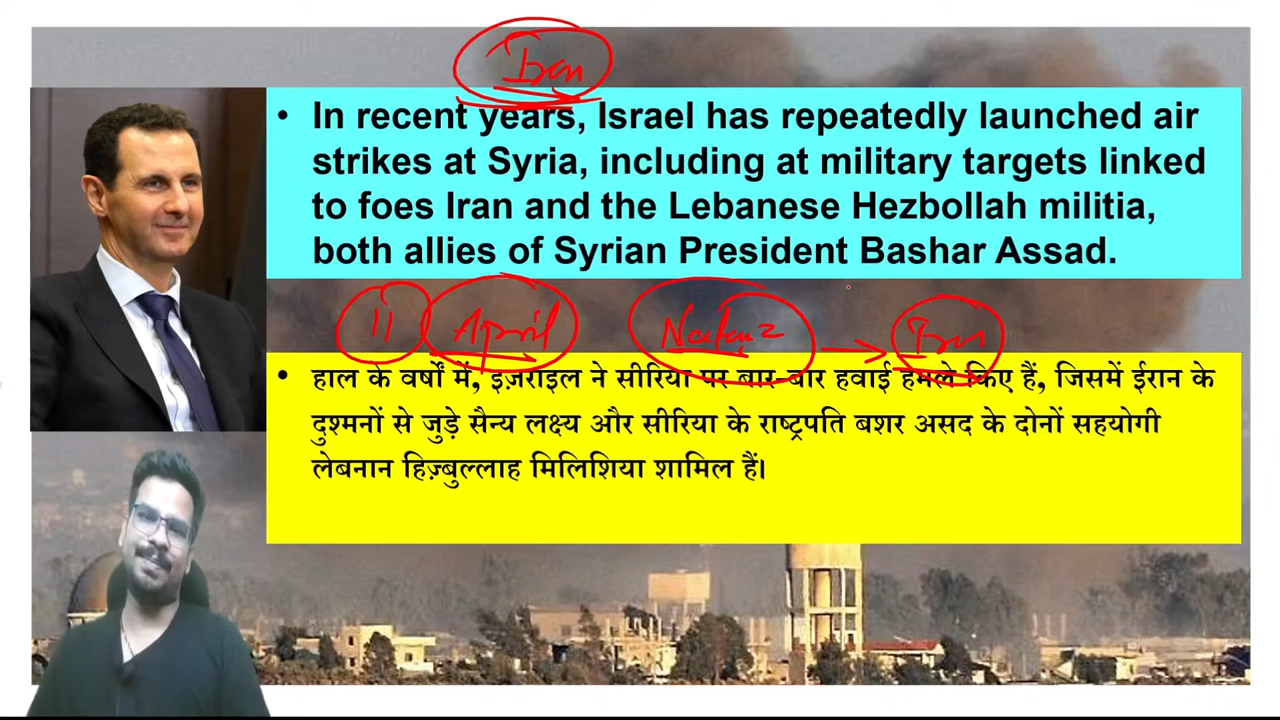 Iran
• In recent years, Israel has repeatedly launched air
strikes at Syria, including at military targets linked
to foes Iran and the Lebanese Hezbollah militia,
both allies of Syrian President Bashar Assad.
11 April Natanz → Iran
• हाल के वर्षों में, इज़राइल ने सीरिया पर बार-बार हवाई हमले किए हैं, जिसमें ईरान के
दुश्मनों से जुड़े सैन्य लक्ष्य और सीरिया के राष्ट्रपति बशर असद के दोनों सहयोगी
लेबनान हिज़्बुल्लाह मिलिशिया शामिल हैं।